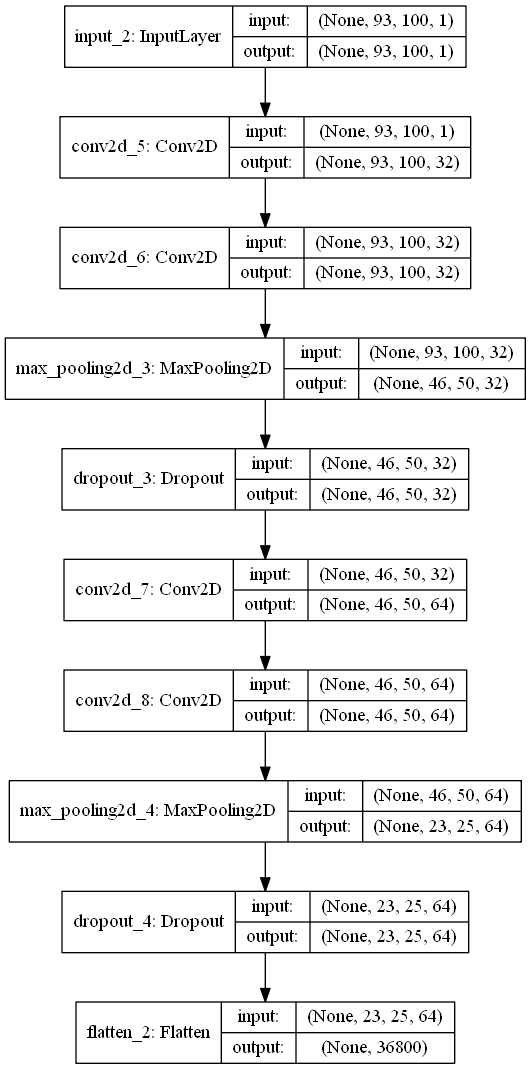 input_2: InputLayer
input: (None, 93, 100, 1)
output: (None, 93, 100, 1)
conv2d_5: Conv2D
input: (None, 93, 100, 1)
output: (None, 93, 100, 32)
conv2d_6: Conv2D
input: (None, 93, 100, 32)
output: (None, 93, 100, 32)
max_pooling2d_3: MaxPooling2D
input: (None, 93, 100, 32)
output: (None, 46, 50, 32)
dropout_3: Dropout
input: (None, 46, 50, 32)
output: (None, 46, 50, 32)
conv2d_7: Conv2D
input: (None, 46, 50, 32)
output: (None, 46, 50, 64)
conv2d_8: Conv2D
input: (None, 46, 50, 64)
output: (None, 46, 50, 64)
max_pooling2d_4: MaxPooling2D
input: (None, 46, 50, 64)
output: (None, 23, 25, 64)
dropout_4: Dropout
input: (None, 23, 25, 64)
output: (None, 23, 25, 64)
flatten_2: Flatten
input: (None, 23, 25, 64)
output: (None, 36800)